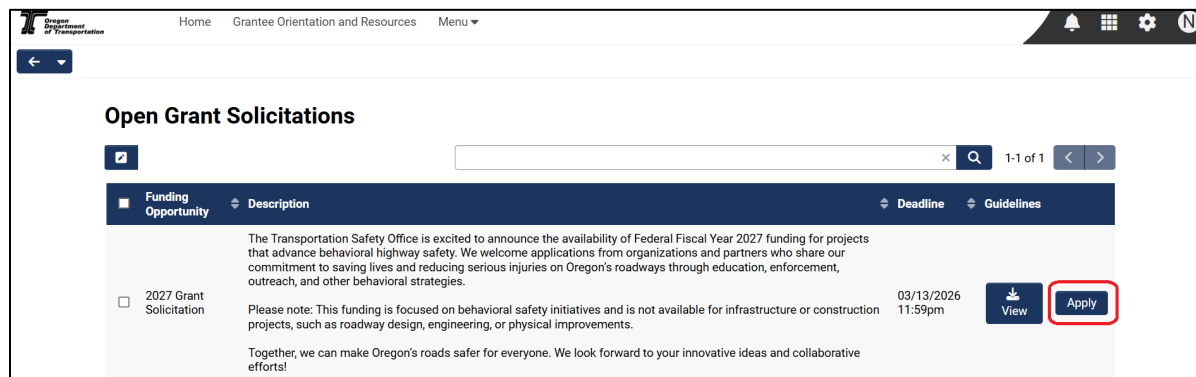 Oregon
Department
of Transportation
Home Grantee Orientation and Resources Menu
N
Open Grant Solicitations
1-1 of 1
Funding
Opportunity
Description
Deadline
Guidelines
The Transportation Safety Office is excited to announce the availability of Federal Fiscal Year 2027 funding for projects
that advance behavioral highway safety. We welcome applications from organizations and partners who share our
commitment to saving lives and reducing serious injuries on Oregon's roadways through education, enforcement,
outreach, and other behavioral strategies.
2027 Grant
Solicitation
Please note: This funding is focused on behavioral safety initiatives and is not available for infrastructure or construction
projects, such as roadway design, engineering, or physical improvements.
Together, we can make Oregon's roads safer for everyone. We look forward to your innovative ideas and collaborative
efforts!
03/13/2026
11:59pm
View
Apply